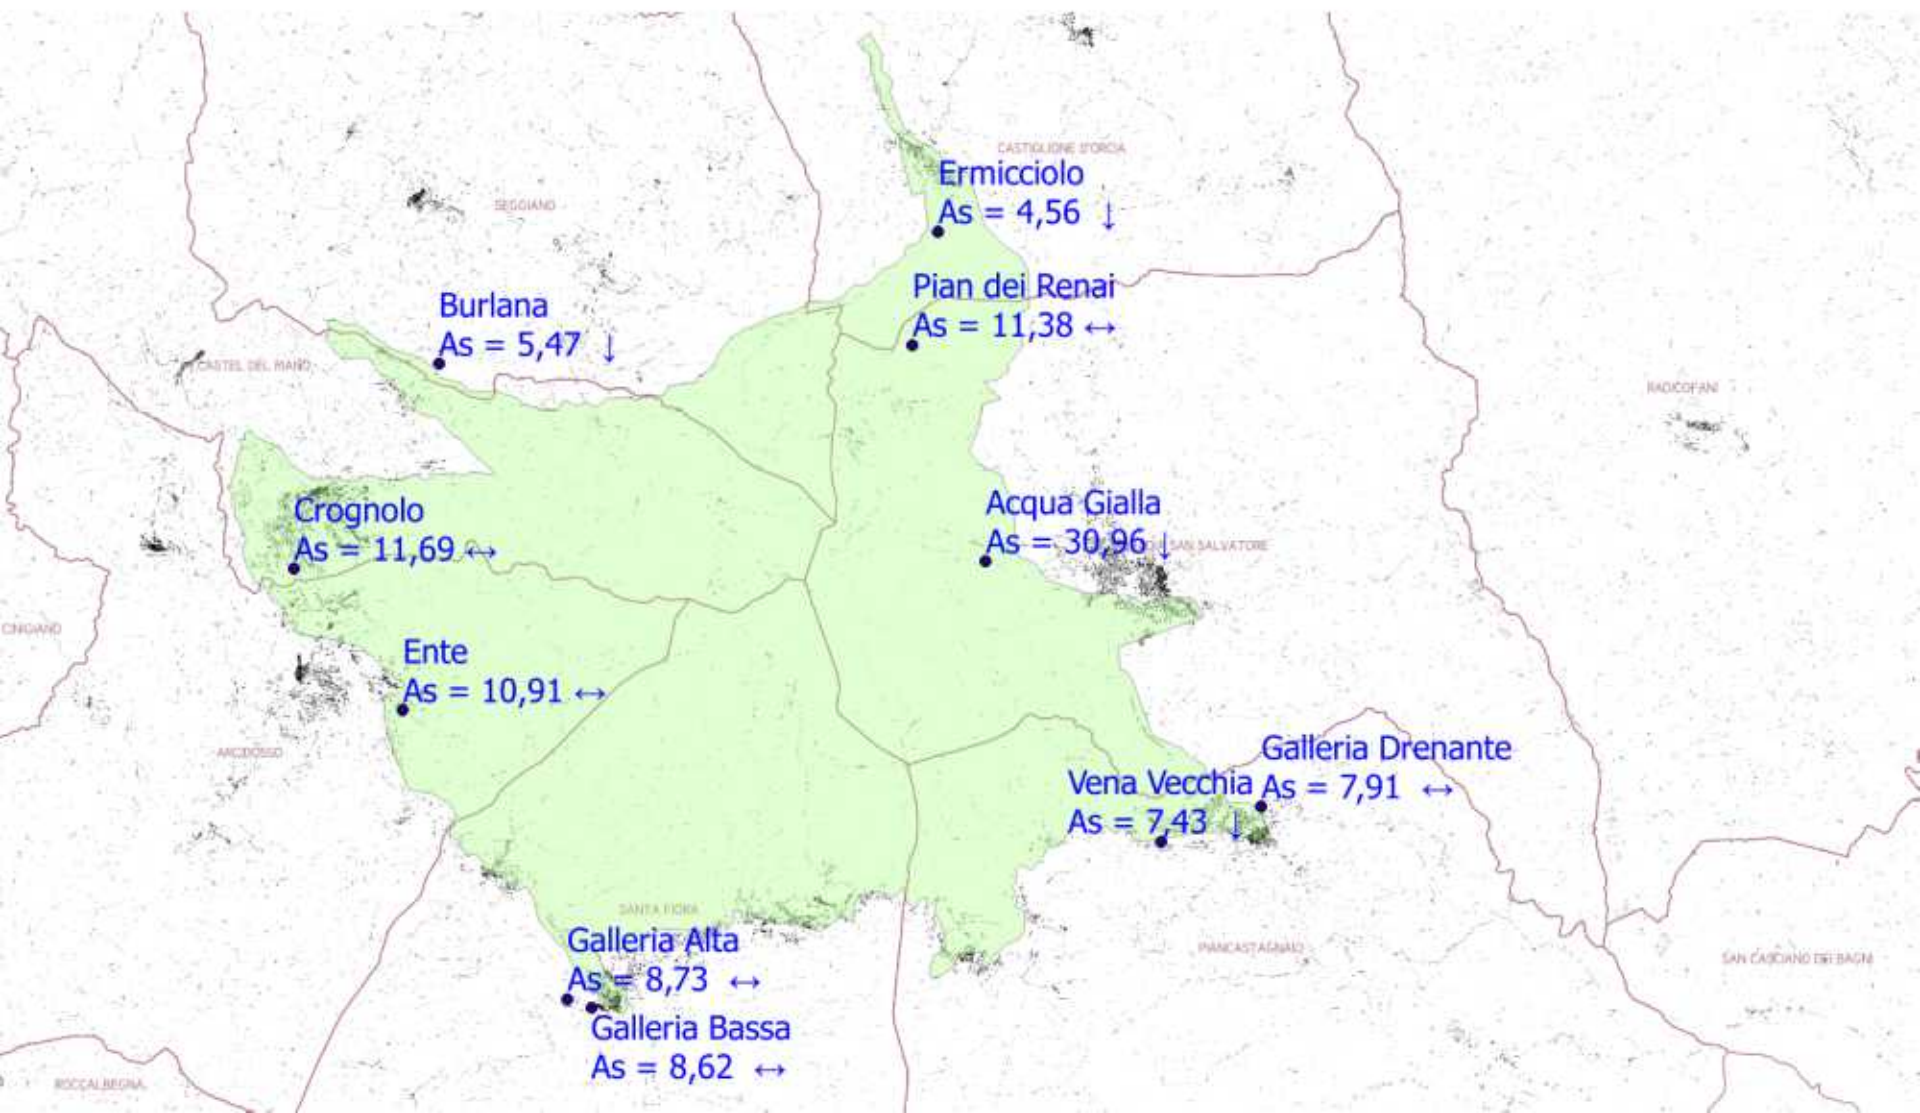 CASTIGLIONE D'ORCIA
Ermicciolo
As = 4,56 ↓
SEGGIANO
Pian dei Renai
As = 11,38 ↔
Burlana
As = 5,47 ↓
CASTEL DEL PIANO
RADICOFANI
Acqua Gialla
As = 30,96 ↓
SAN SALVATORE
Crognolo
As = 11,69 ↔
CINIGIANO
Ente
As = 10,91 ↔
ARCIDOSSO
Galleria Drenante
As = 7,91 ↔
Vena Vecchia
As = 7,43 ↓
SANTA FIORA
Galleria Alta
As = 8,73 ↔
PIANCASTAGNAIO
SAN CASCIANO DEI BAGNI
Galleria Bassa
As = 8,62 ↔
ROCCALBEGNA